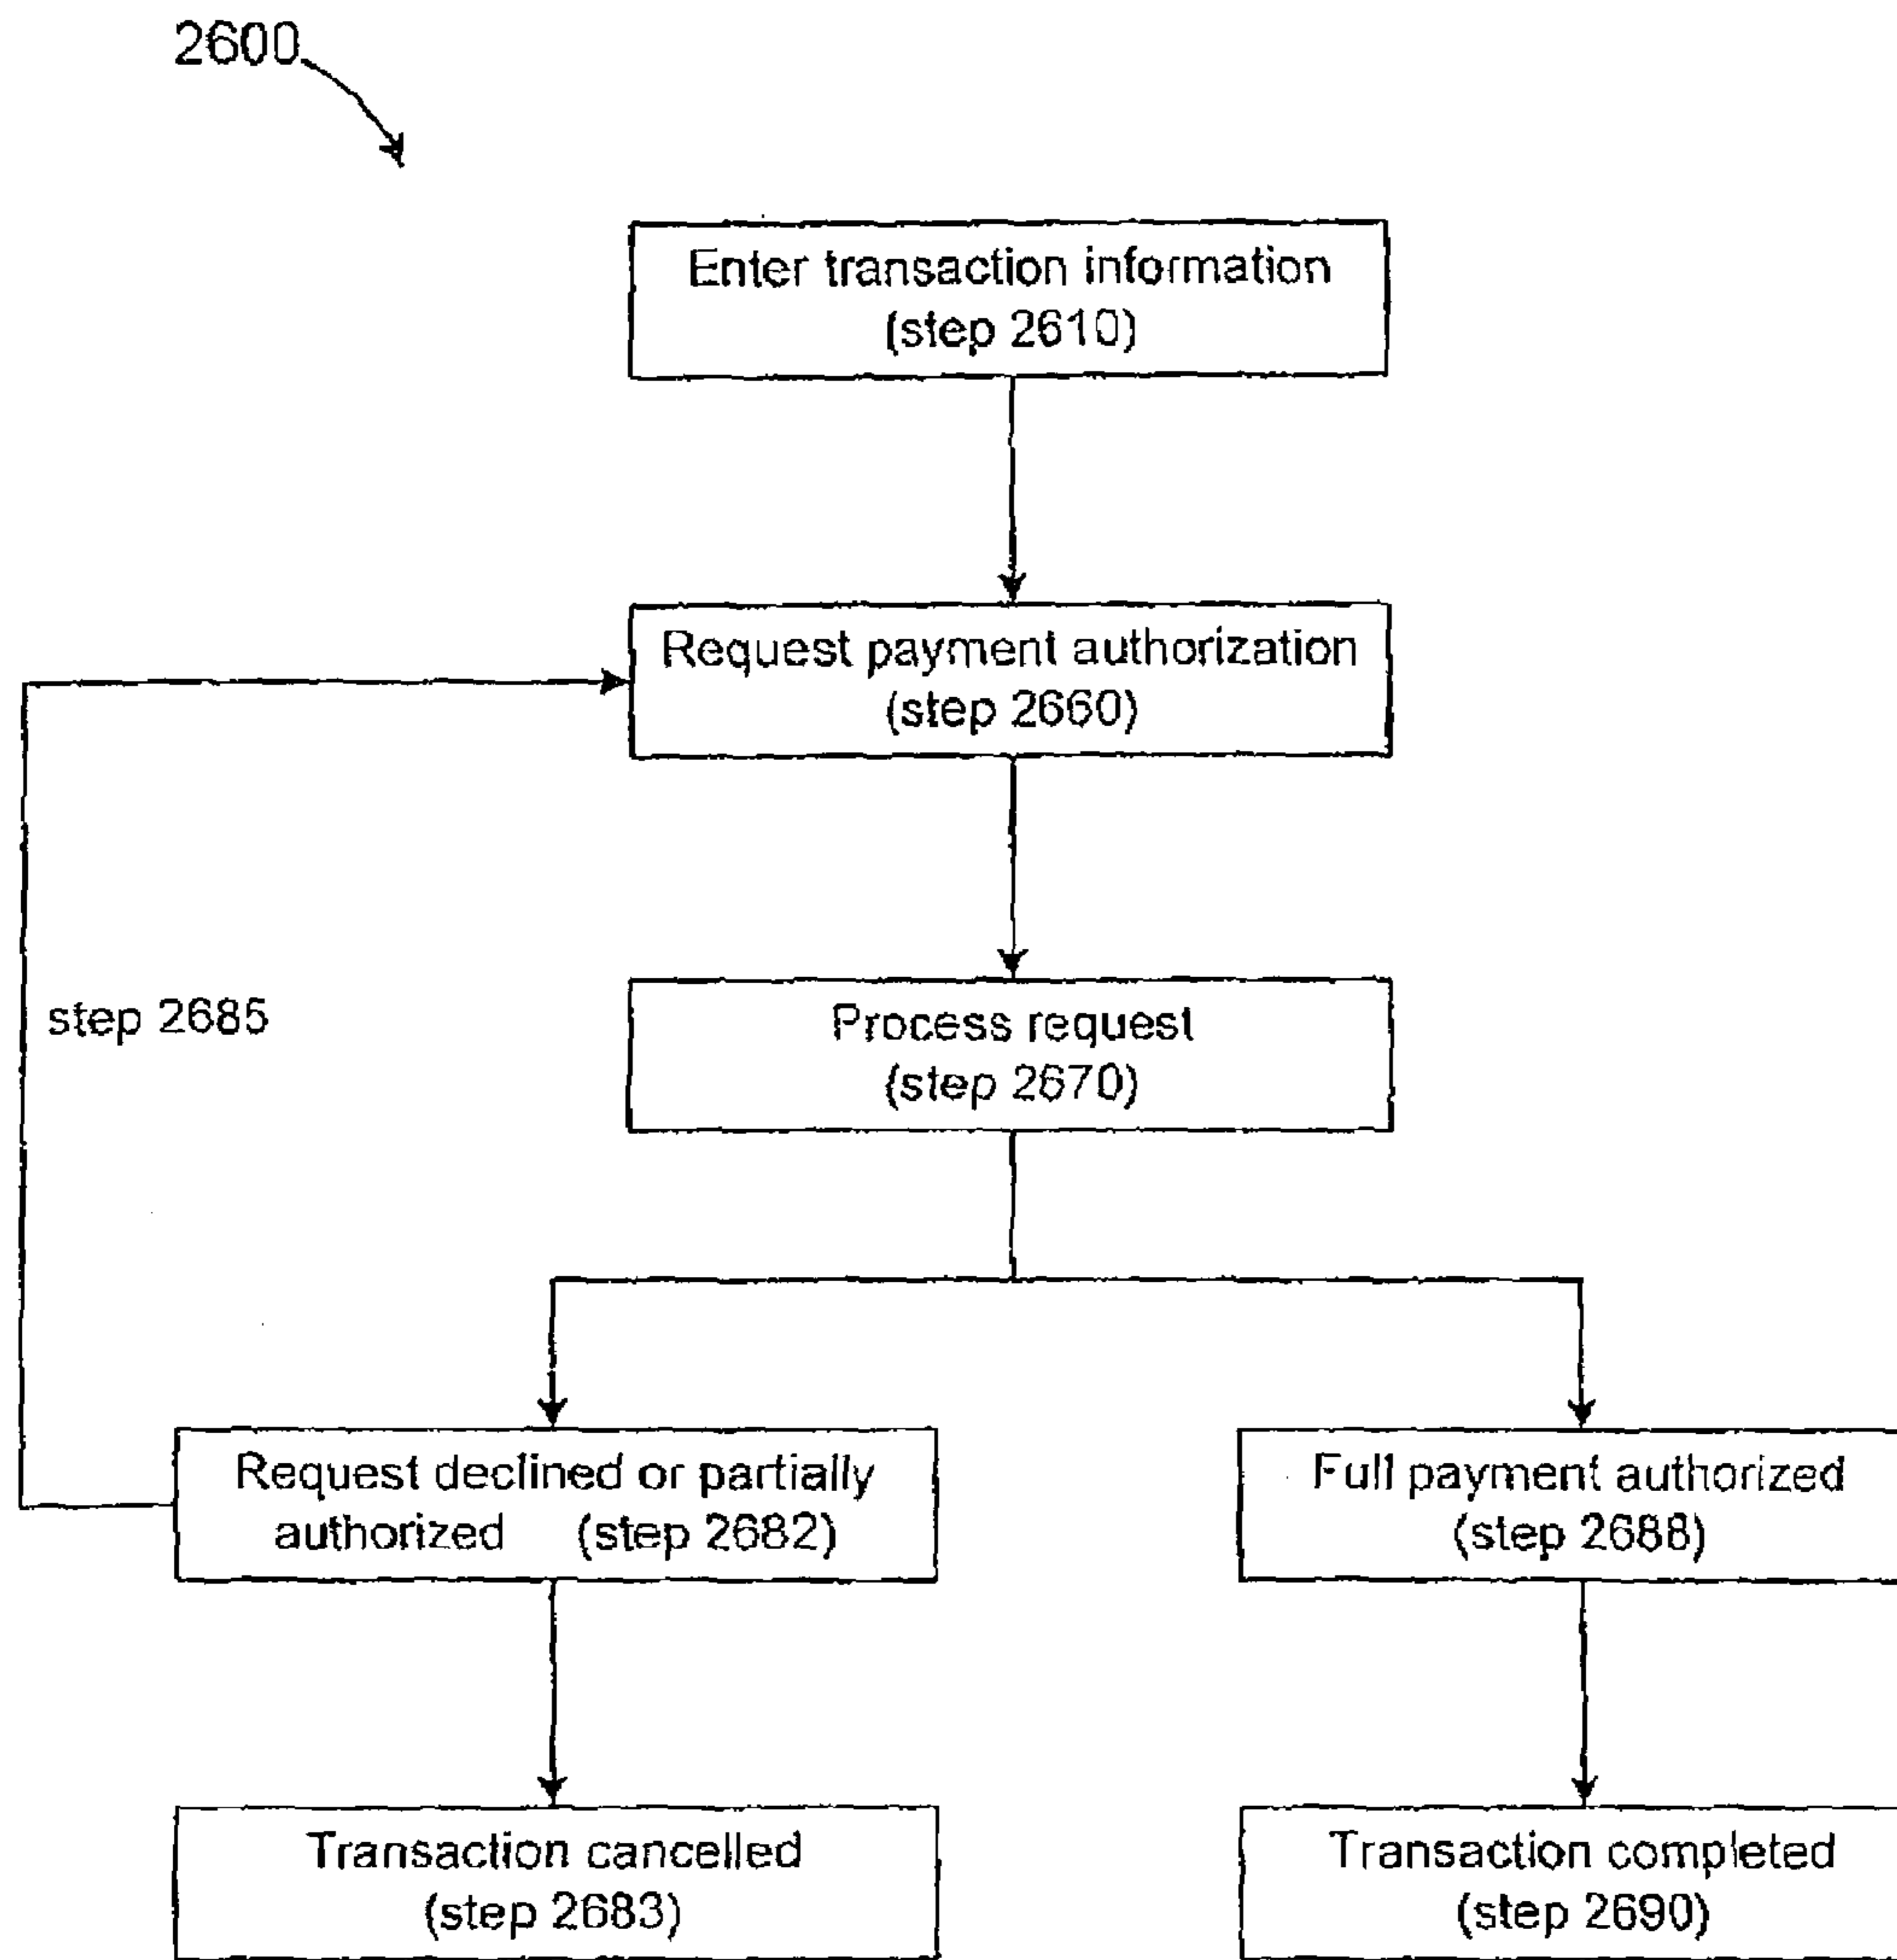 2600
Enter transaction information
(step 2610)
Request payment authorization
(step 2660)
step 2685
Process request
(step 2670)
Request declined or partially
authorized (step 2682)
Full payment authorized
(step 2688)
Transaction cancelled
(step 2683)
Transaction completed
(step 2690)